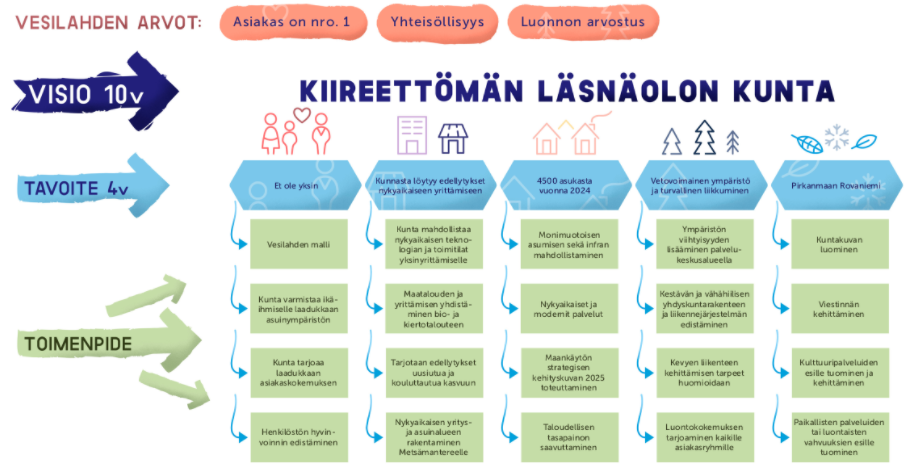 VESILAHDEN ARVOT:
Asiakas on nro. 1
Yhteisöllisyys
Luonnon arvostus
VISIO 10v
KIIREETTÖMÄN LÄSNÄOLON KUNTA
TAVOITE 4v
Et ole yksin
Kunnasta löytyy edellytykset
nykyaikaiseen yrittämiseen
4500 asukasta
vuonna 2024
Vetovoimainen ympäristö
ja turvallinen liikkuminen
Pirkanmaan Rovaniemi
TOIMENPIDE
Vesilahden malli
Kunta varmistaa ikä-
ihmiselle laadukkaan
asuinympäristön
Kunta tarjoaa
laadukkaan
asiakaskokemuksen
Henkilöstön hyvin-
voinnin edistäminen
Kunta mahdollistaa
nykyaikaisen tekno-
logian ja toimitilat
yksinyrittämiselle
Maatalouden ja
yrittämisen yhdistä-
minen bio- ja
kiertotalouteen
Tarjotaan edellytykset
uusiutua ja
kouluttautua kasvuun
Nykyaikaisen yritys-
ja asuinalueen
rakentaminen
Metsämantereelle
Monimuotoisen
asumisen sekä infran
mahdollistaminen
Nykyaikaiset ja
modernit palvelut
Maankäytön
strategisen
kehityskuvan 2025
toteuttaminen
Taloudellisen
tasapainon
saavuttaminen
Ympäristön
viihtyisyyden
lisääminen palvelu-
keskusalueella
Kestävän ja vähähiilisen
yhdyskuntarakenteen
ja liikennejärjestelmän
edistäminen
Kevyen liikenteen
kehittämisen tarpeet
huomioidaan
Luontokokemuksen
tarjoaminen kaikille
asiakasryhmille
Kuntakuvan
luominen
Viestinnän
kehittäminen
Kulttuuripalveluiden
esille tuominen ja
kehittäminen
Paikallisten palveluiden
tai luontaisten
vahvuuksien esille
tuominen